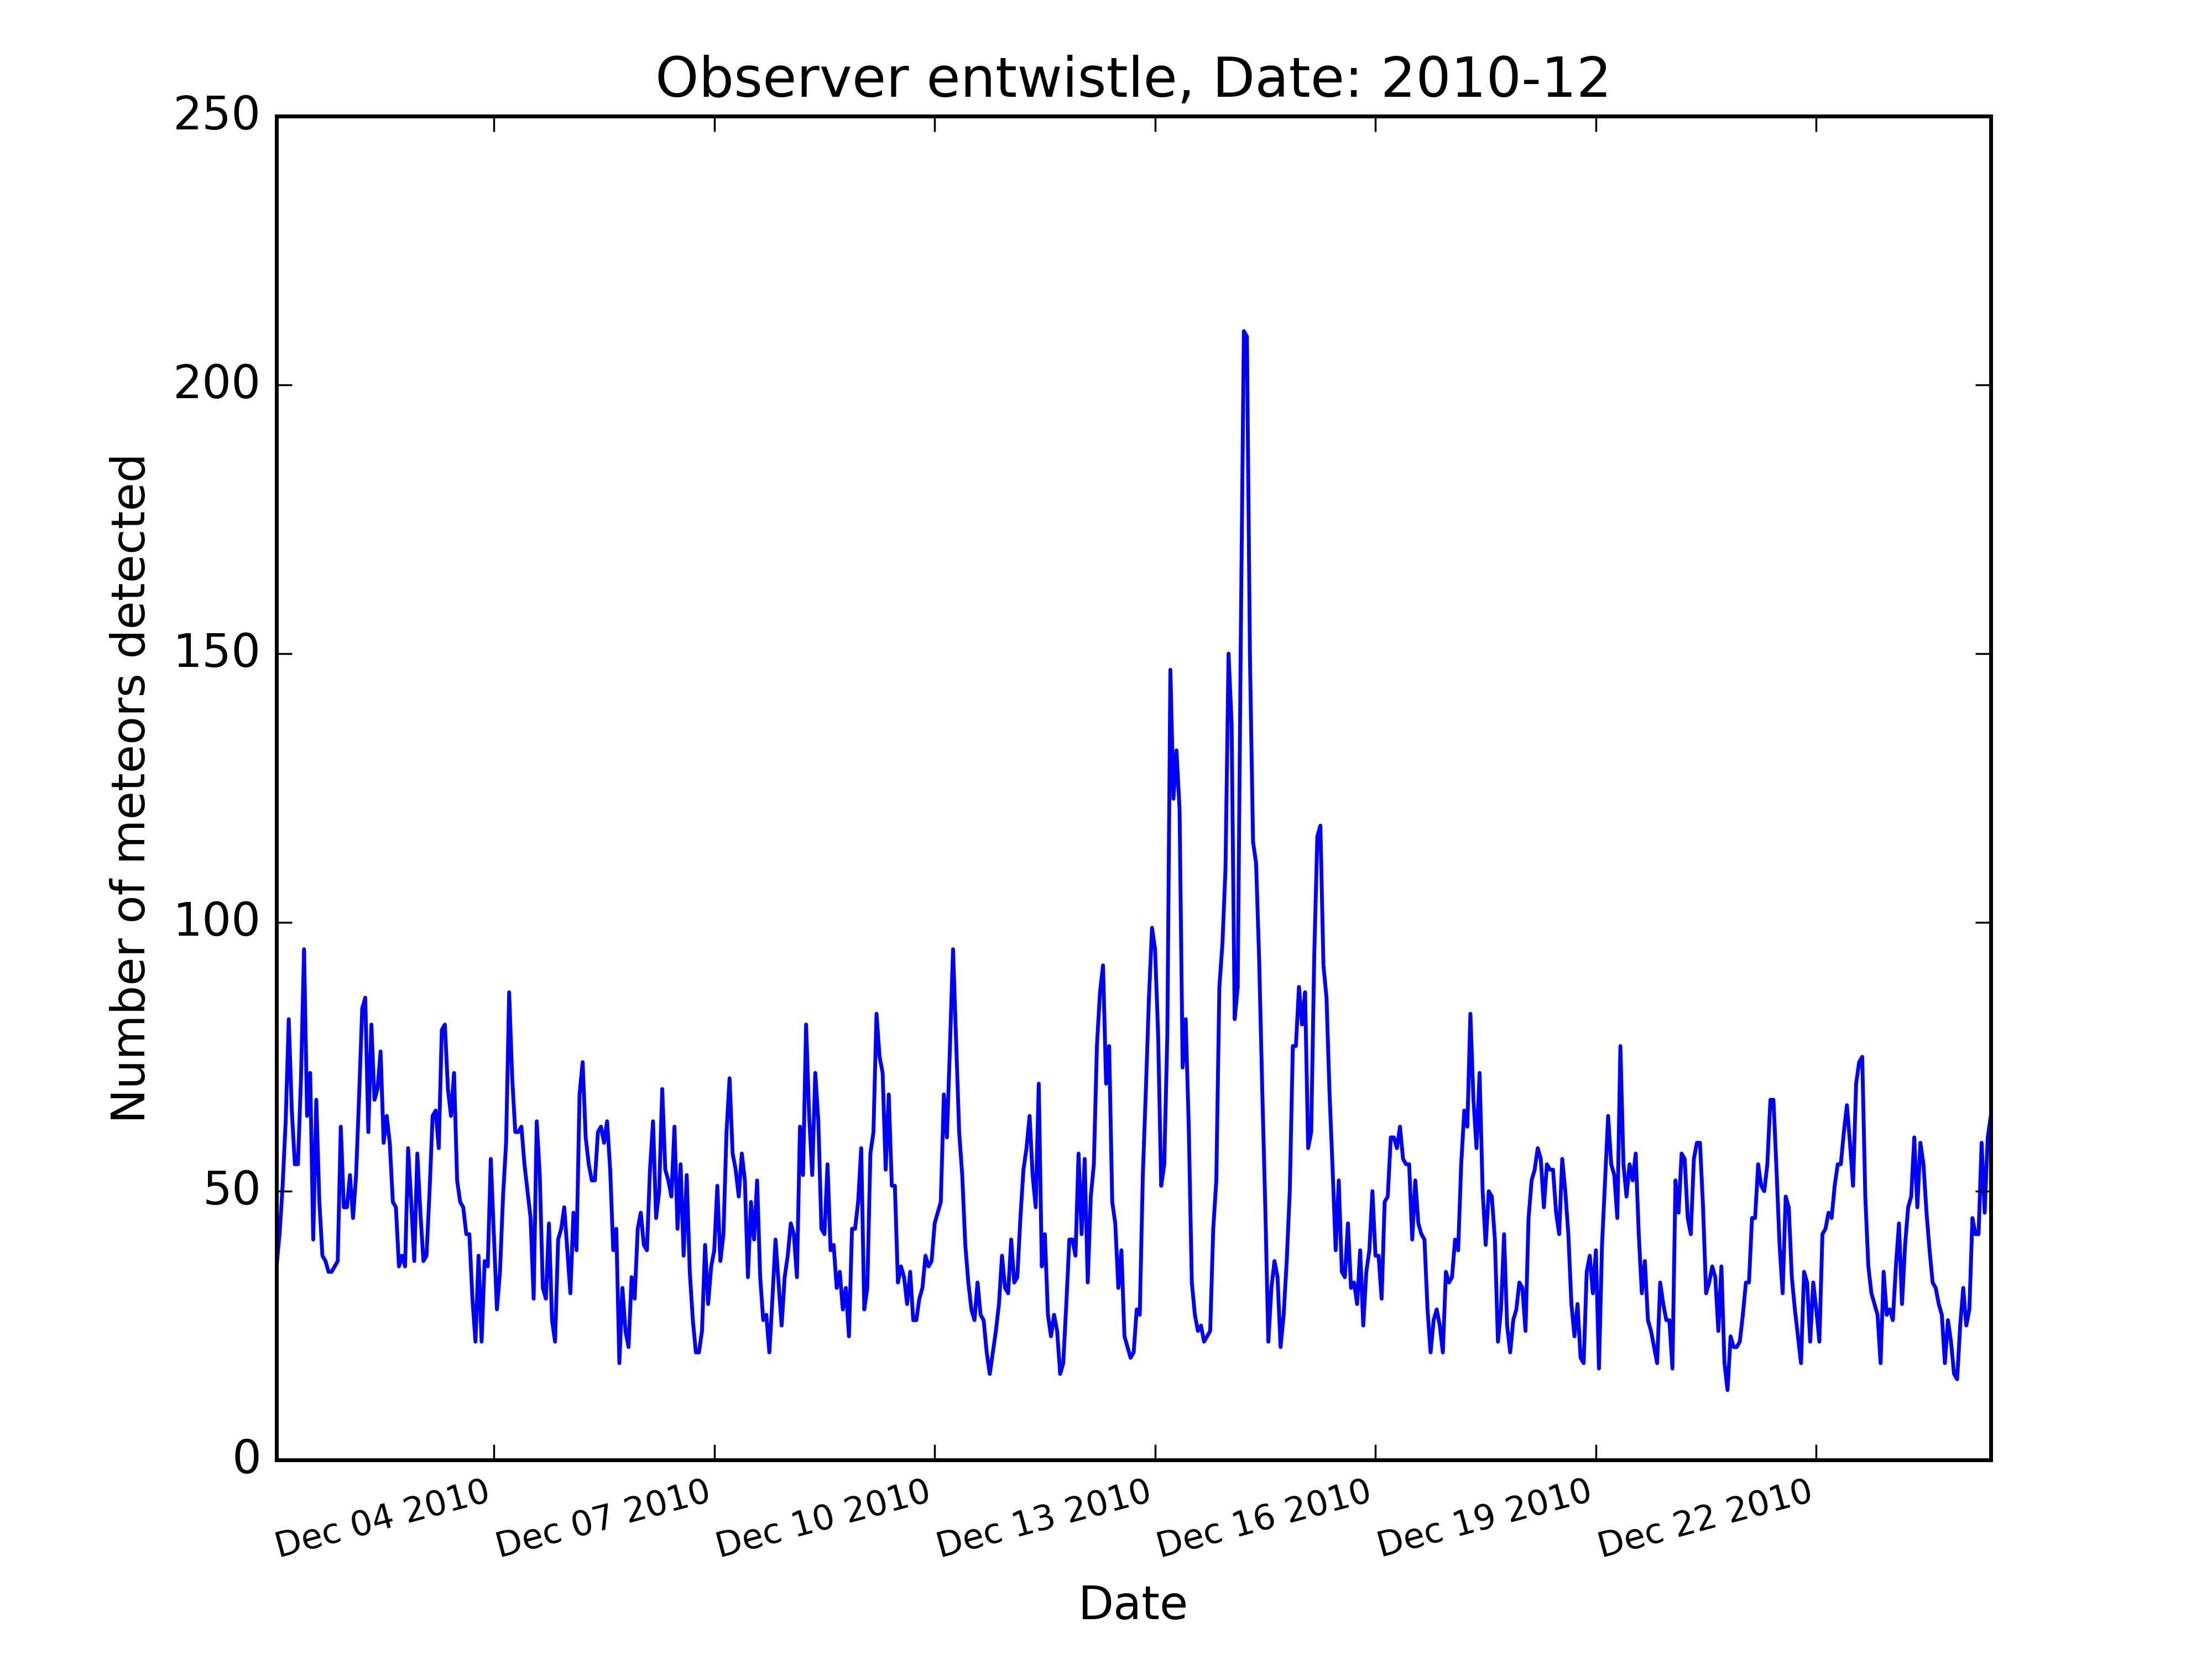 Observer entwistle, Date: 2010-12
250
200
150
100
50
0
Number of meteors detected
Dec 04 2010
Dec 07 2010
Dec 10 2010
Dec 13 2010
Dec 16 2010
Dec 19 2010
Dec 22 2010
Date